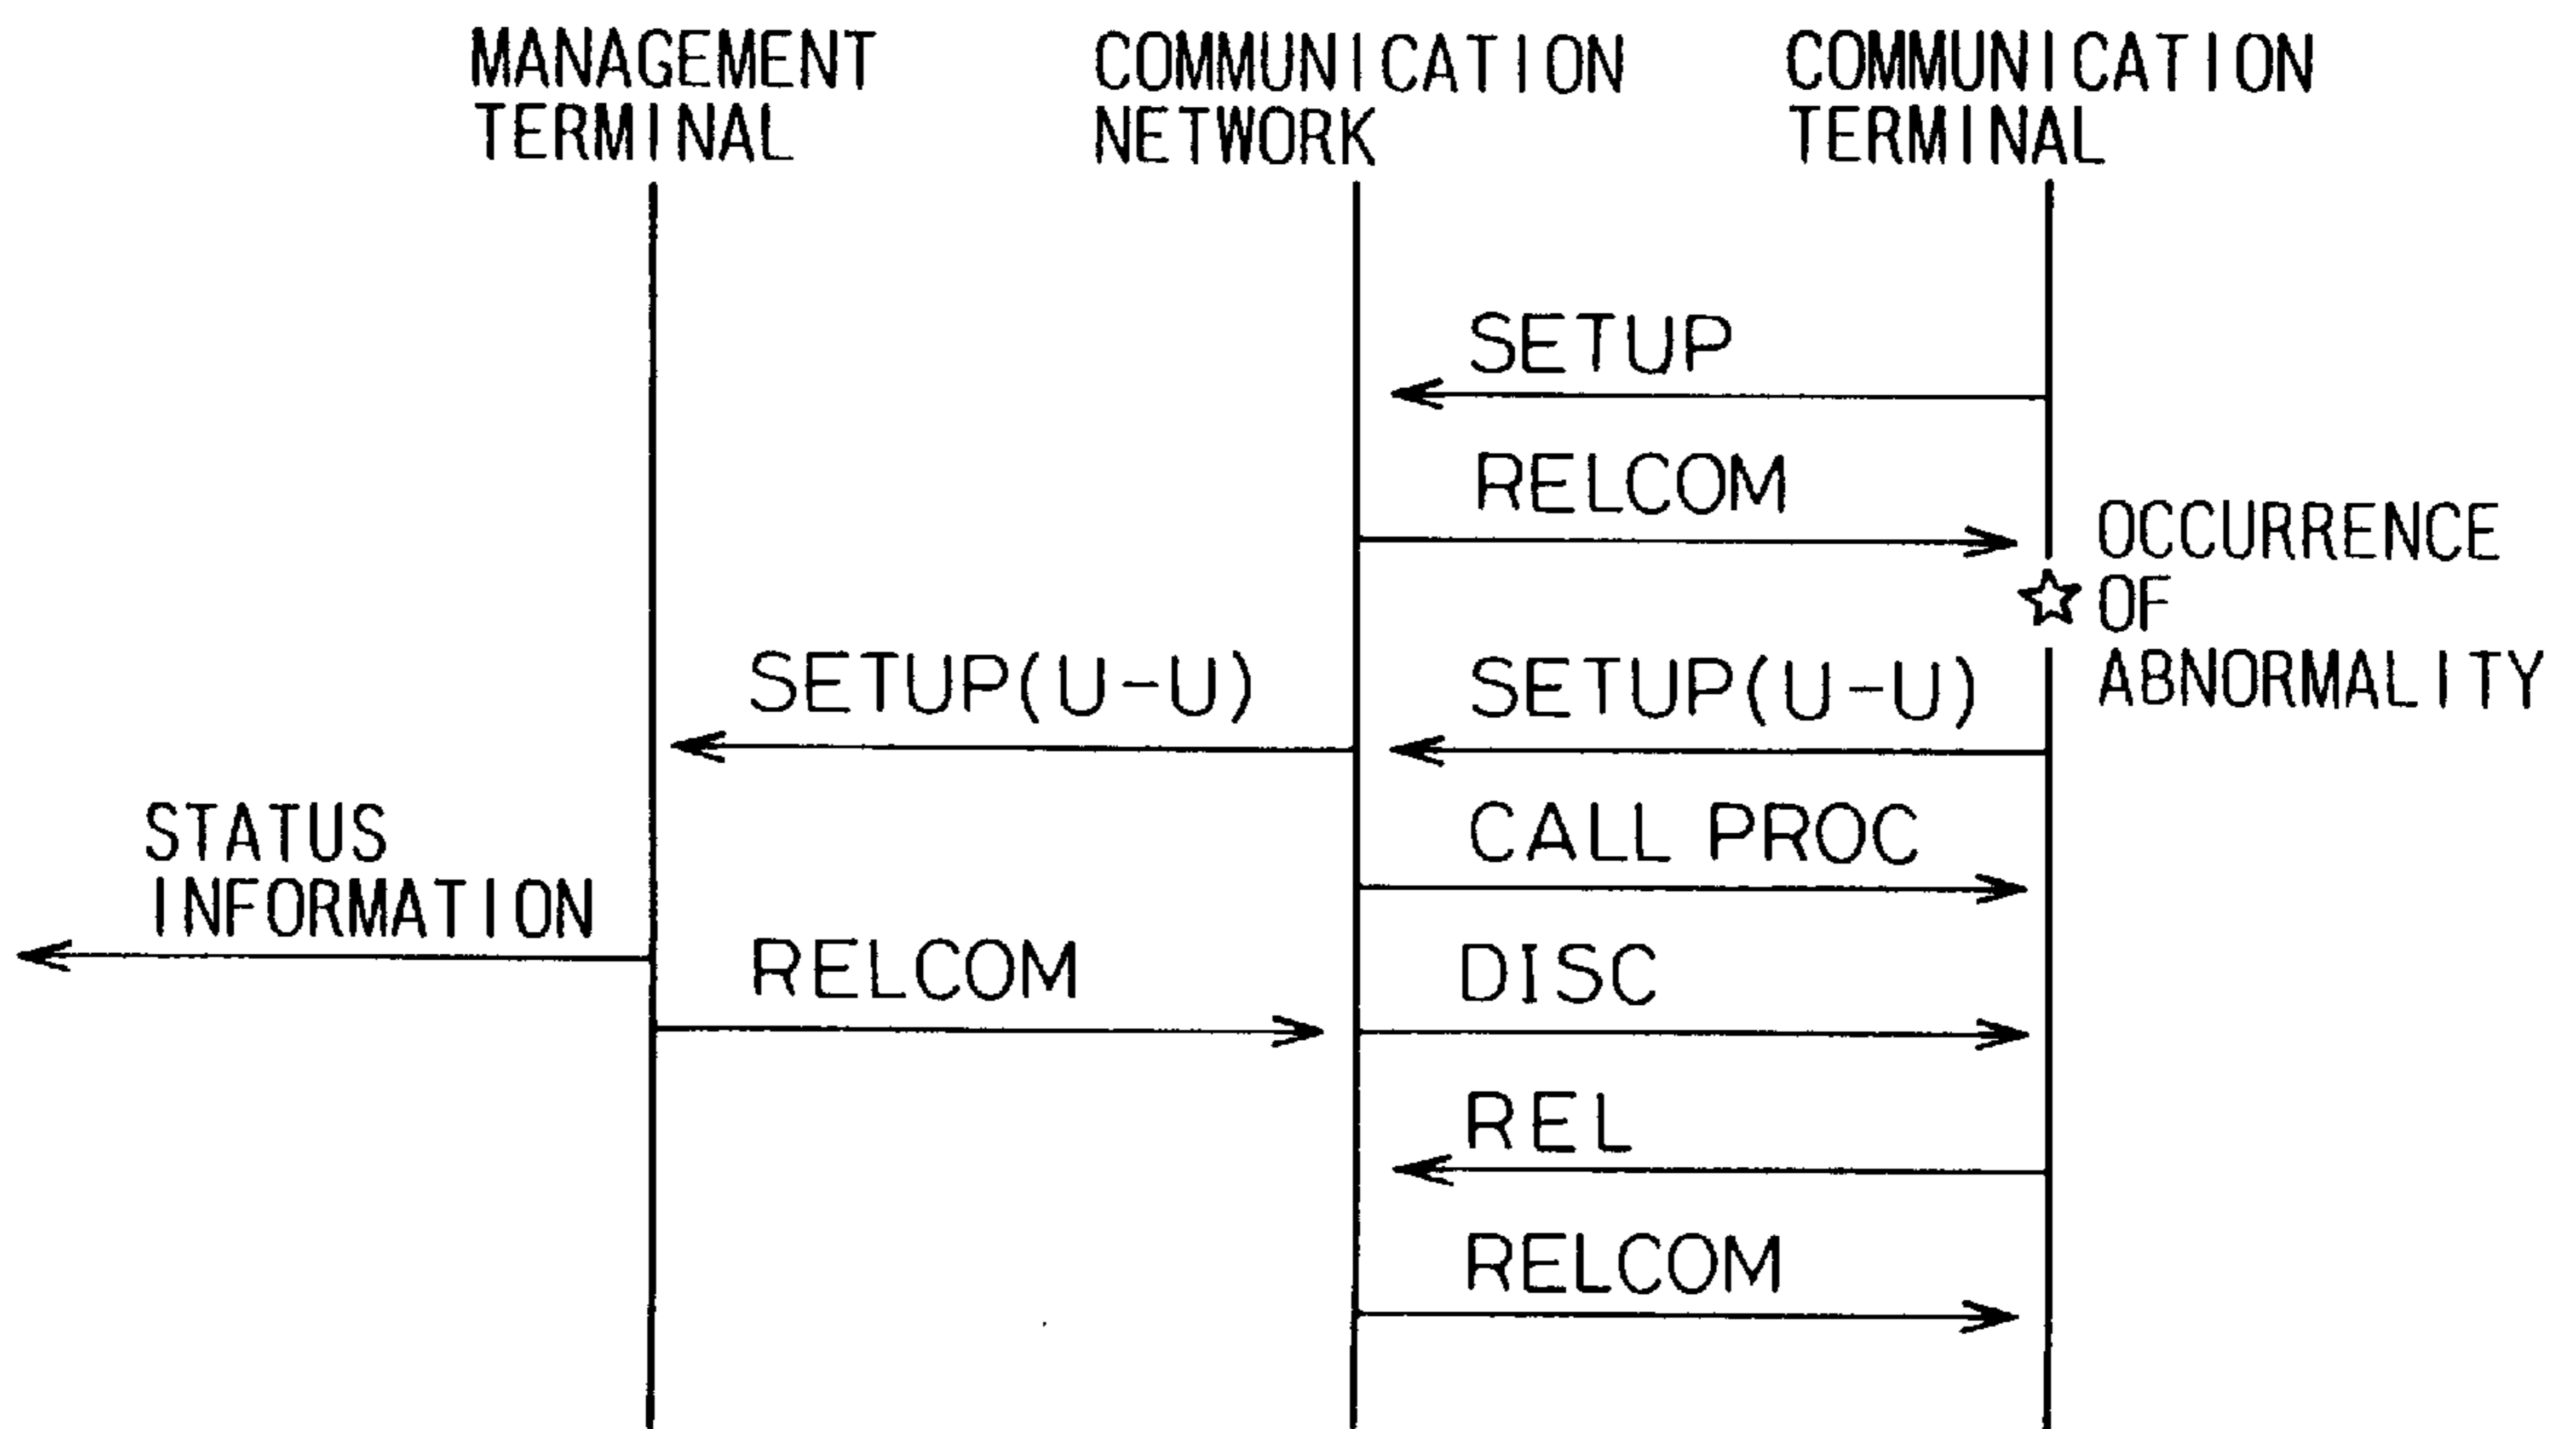 MANAGEMENT
TERMINAL
COMMUNICATION
NETWORK
COMMUNICATION
TERMINAL
SETUP
RELCOM
OCCURRENCE
OF
ABNORMALITY
SETUP(U-U)
SETUP(U-U)
CALL PROC
STATUS
INFORMATION
RELCOM
DISC
REL
RELCOM